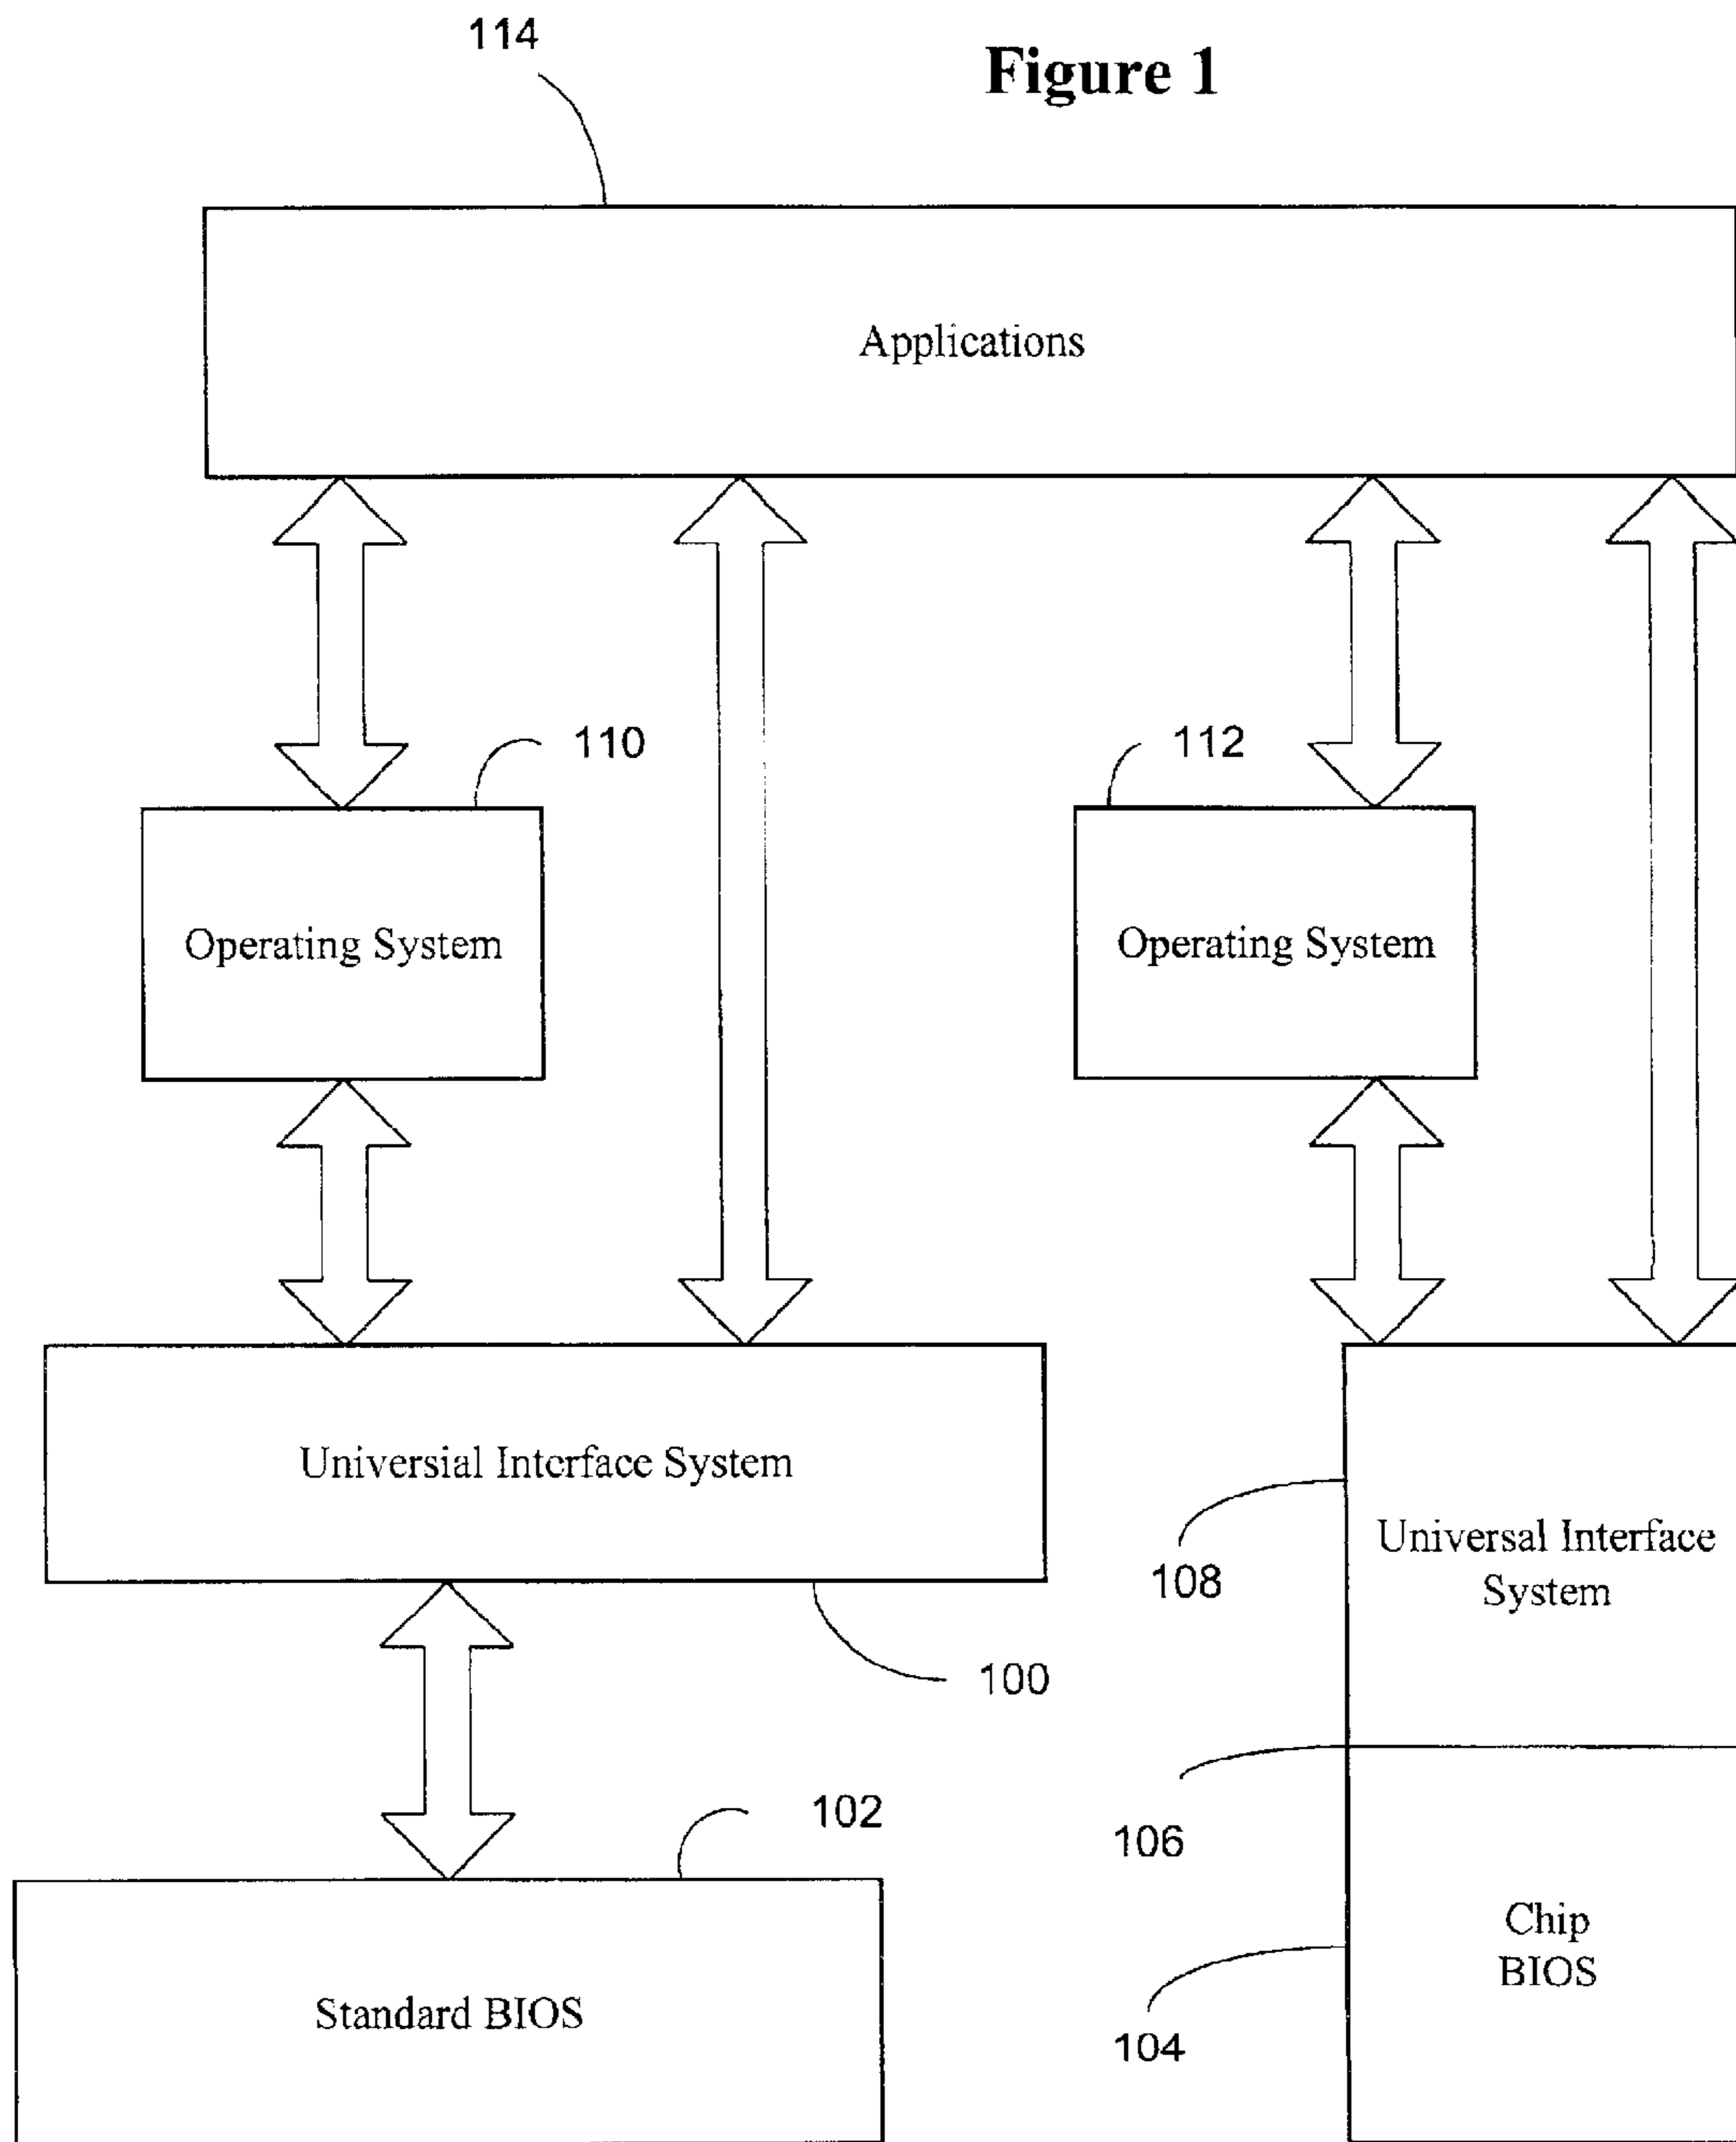 114
Figure 1
Applications
110
112
Operating System
Operating System
Universial Interface System
Universal Interface
System
108
100
102
106
Chip
BIOS
Standard BIOS
104